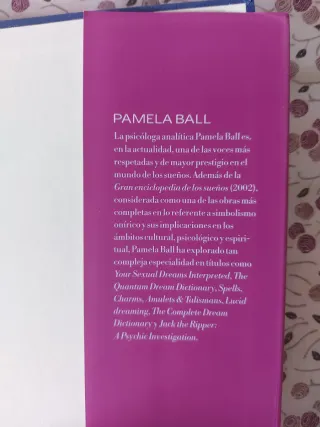 PAMELA BALL
La psicóloga analítica Pamela Ball es,
en la actualidad, una de las voces más
respetadas y de mayor prestigio en el
mundo de los sueños. Además de la
Gran enciclopedia de los sueños (2002),
considerada como una de las obras más
completas en lo referente a simbolismo
onírico y sus implicaciones en los
ámbitos cultural, psicológico y espiri-
tual, Pamela Ball ha explorado tan
compleja especialidad en títulos como
Your Sexual Dreams Interpreted, The
Quantum Dream Dictionary, Spells,
Charms, Amulets & Talismans, Lucid
dreaming, The Complete Dream
Dictionary y Jack the Ripper:
A Psychic Investigation.